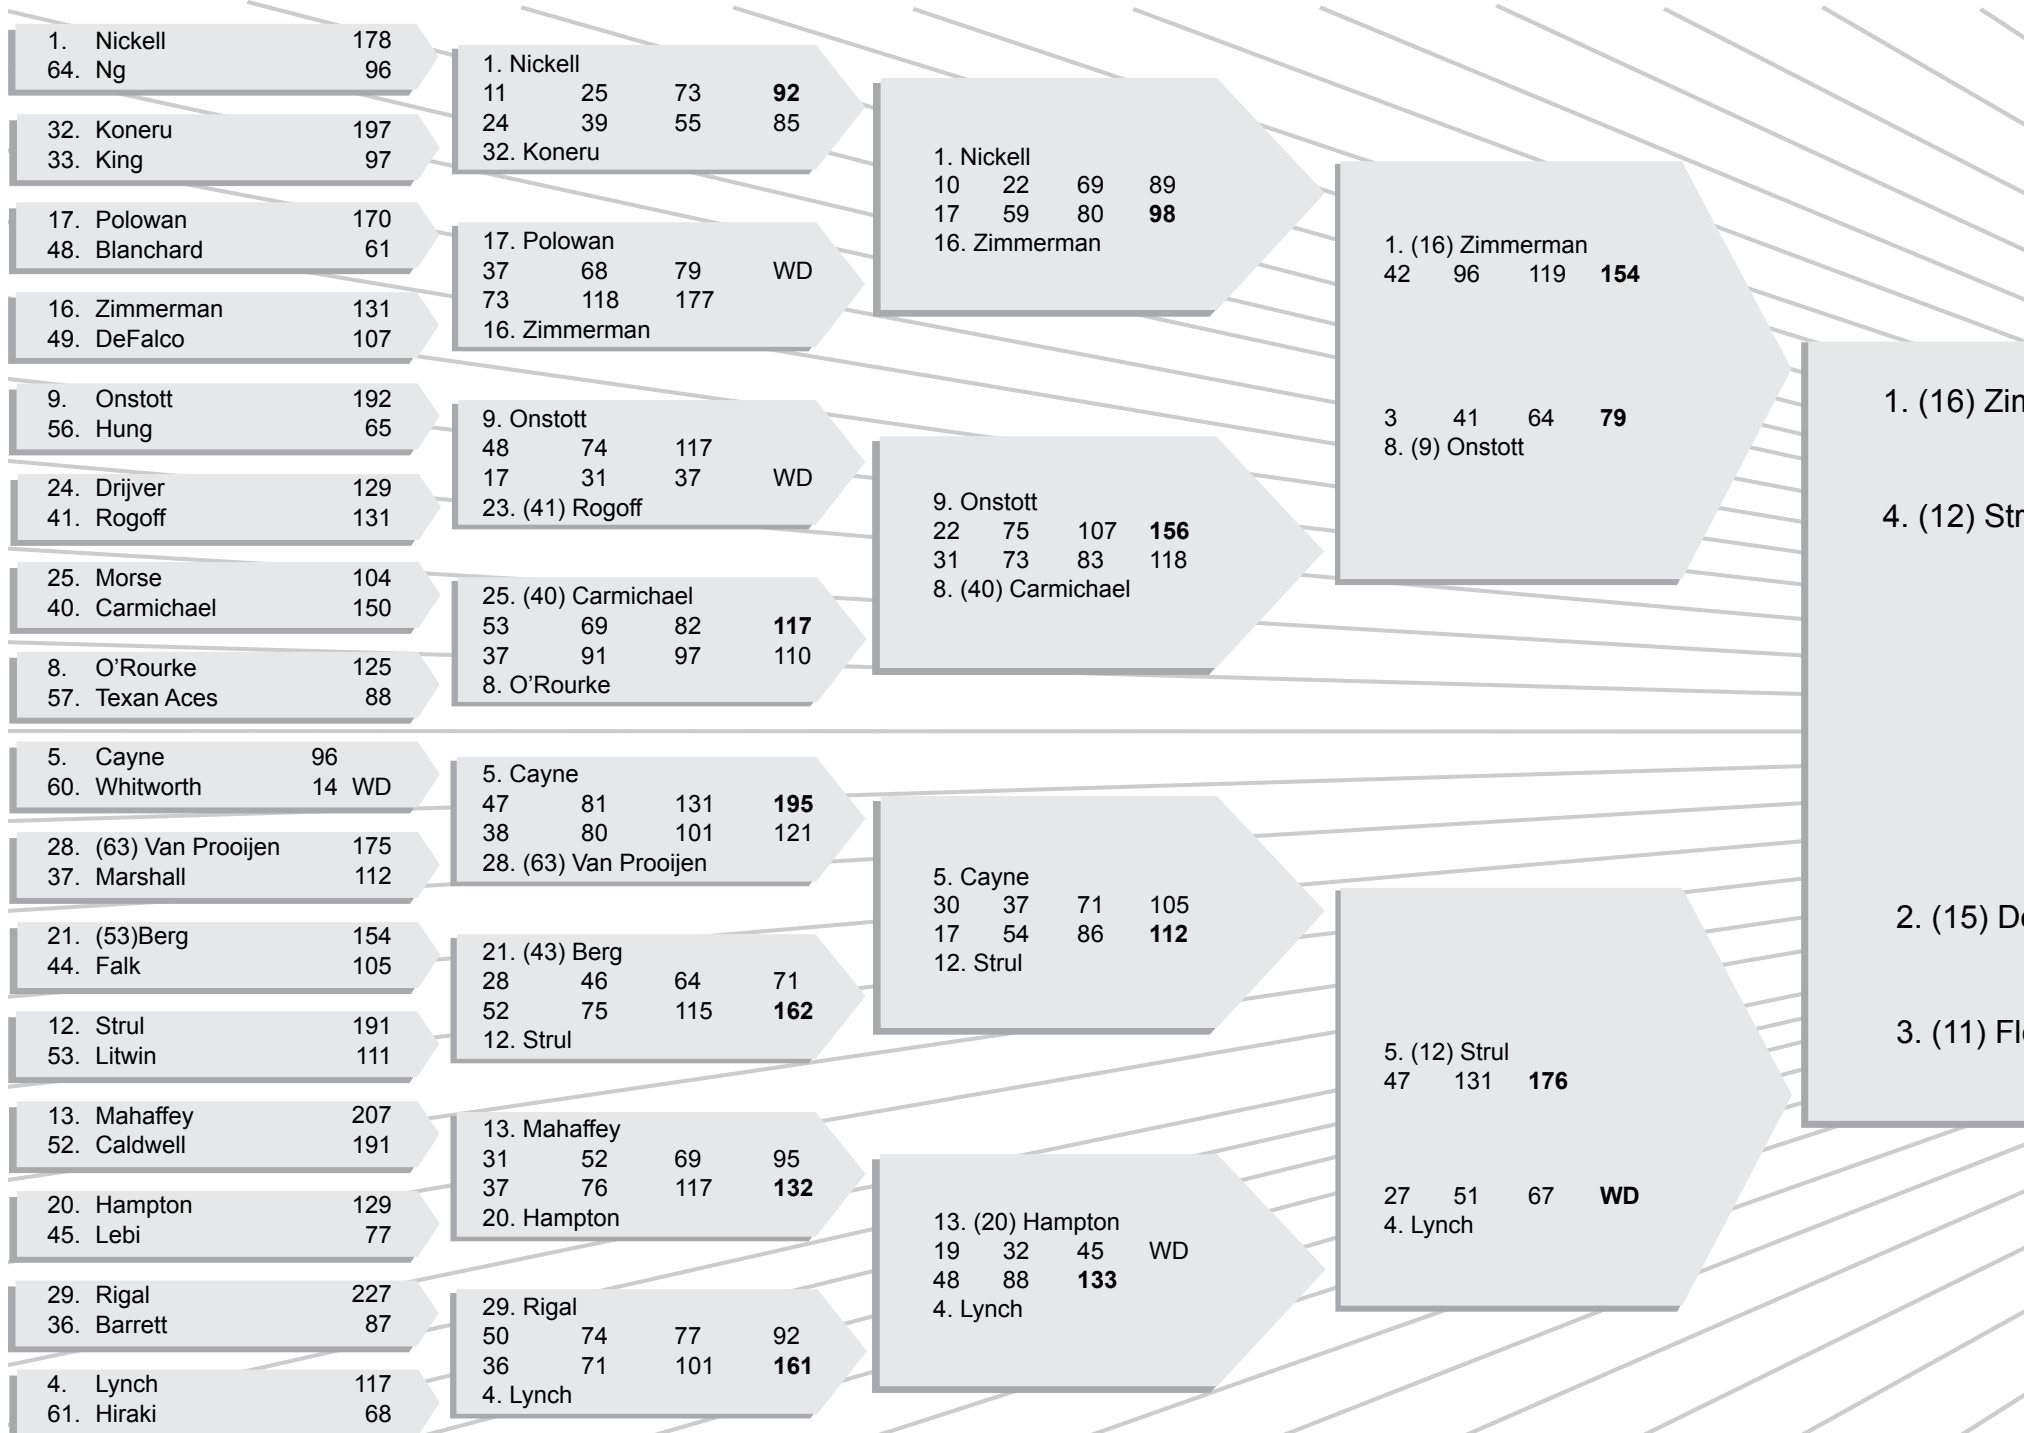 1. Nickell 178
64. Ng 96
32. Koneru 197
33. King 97
17. Polowan 170
48. Blanchard 61
16. Zimmerman 131
49. DeFalco 107
9. Onstott 192
56. Hung 65
24. Drijver 129
41. Rogoff 131
25. Morse 104
40. Carmichael 150
8. O’Rourke 125
57. Texan Aces 88
5. Cayne 96
60. Whitworth 14 WD
28. (63) Van Prooijen 175
37. Marshall 112
21. (53)Berg 154
44. Falk 105
12. Strul 191
53. Litwin 111
13. Mahaffey 207
52. Caldwell 191
20. Hampton 129
45. Lebi 77
29. Rigal 227
36. Barrett 87
4. Lynch 117
61. Hiraki 68
1. Nickell
11 25 73 92
24 39 55 85
32. Koneru
17. Polowan
37 68 79 WD
73 118 177
16. Zimmerman
9. Onstott
48 74 117
17 31 37 WD
23. (41) Rogoff
25. (40) Carmichael
53 69 82 117
37 91 97 110
8. O’Rourke
5. Cayne
47 81 131 195
38 80 101 121
28. (63) Van Prooijen
21. (43) Berg
28 46 64 71
52 75 115 162
12. Strul
13. Mahaffey
31 52 69 95
37 76 117 132
20. Hampton
29. Rigal
50 74 77 92
36 71 101 161
4. Lynch
1. Nickell
10 22 69 89
17 59 80 98
16. Zimmerman
9. Onstott
22 75 107 156
31 73 83 118
8. (40) Carmichael
5. Cayne
30 37 71 105
17 54 86 112
12. Strul
13. (20) Hampton
19 32 45 WD
48 88 133
4. Lynch
1. (16) Zimmerman
42 96 119 154
3 41 64 79
8. (9) Onstott
5. (12) Strul
47 131 176
27 51 67 WD
4. Lynch
1. (16)
4. (12)
2. (15)
3. (11)